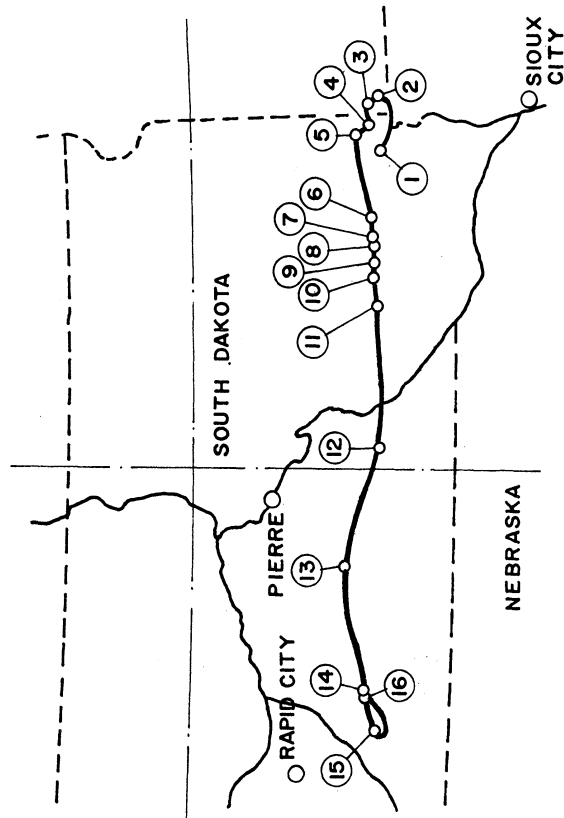 SOUTH DAKOTA
PIERRE
RAPID CITY
NEBRASKA
SIOUX
CITY
1
2
3
4
5
6
7
8
9
10
11
12
13
14
15
16